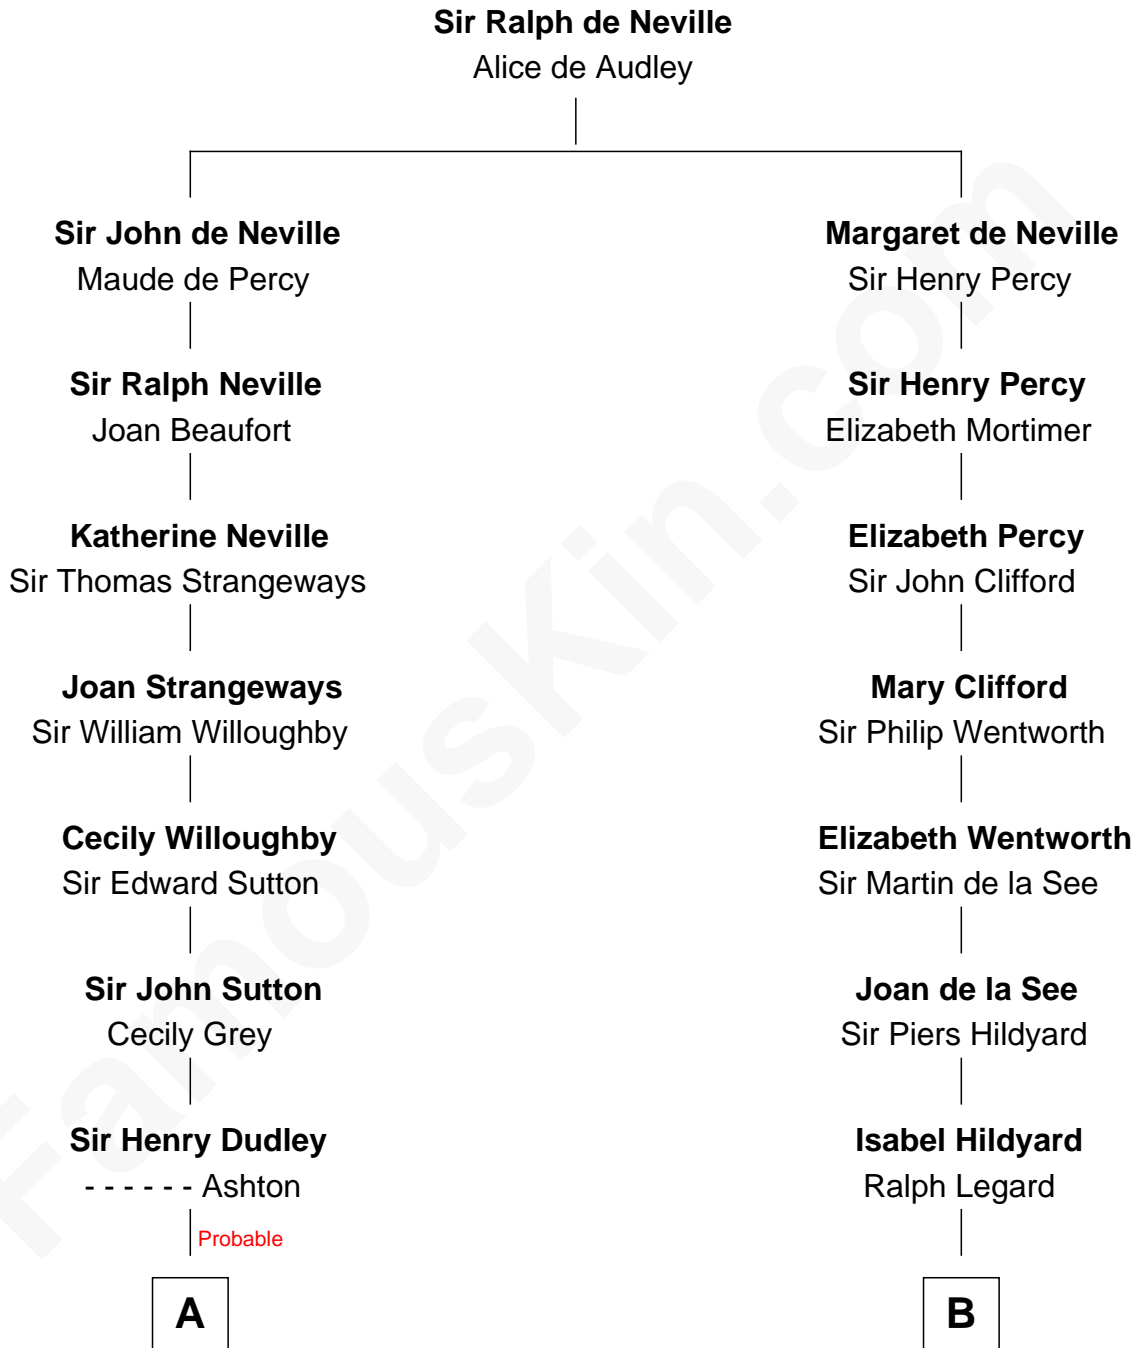 Sir Ralph de Neville
Alice de Audley
Sir John de Neville
Maude de Percy
Margaret de Neville
Sir Henry Percy
Sir Ralph Neville
Joan Beaufort
Sir Henry Percy
Elizabeth Mortimer
Katherine Neville
Sir Thomas Strangeways
Elizabeth Percy
Sir John Clifford
Joan Strangeways
Sir William Willoughby
Mary Clifford
Sir Philip Wentworth
Cecily Willoughby
Sir Edward Sutton
Elizabeth Wentworth
Sir Martin de la See
Sir John Sutton
Cecily Grey
Joan de la See
Sir Piers Hildyard
Sir Henry Dudley
- - - - - - Ashton
Isabel Hildyard
Ralph Legard
Probable
A
B
FamousKin.com